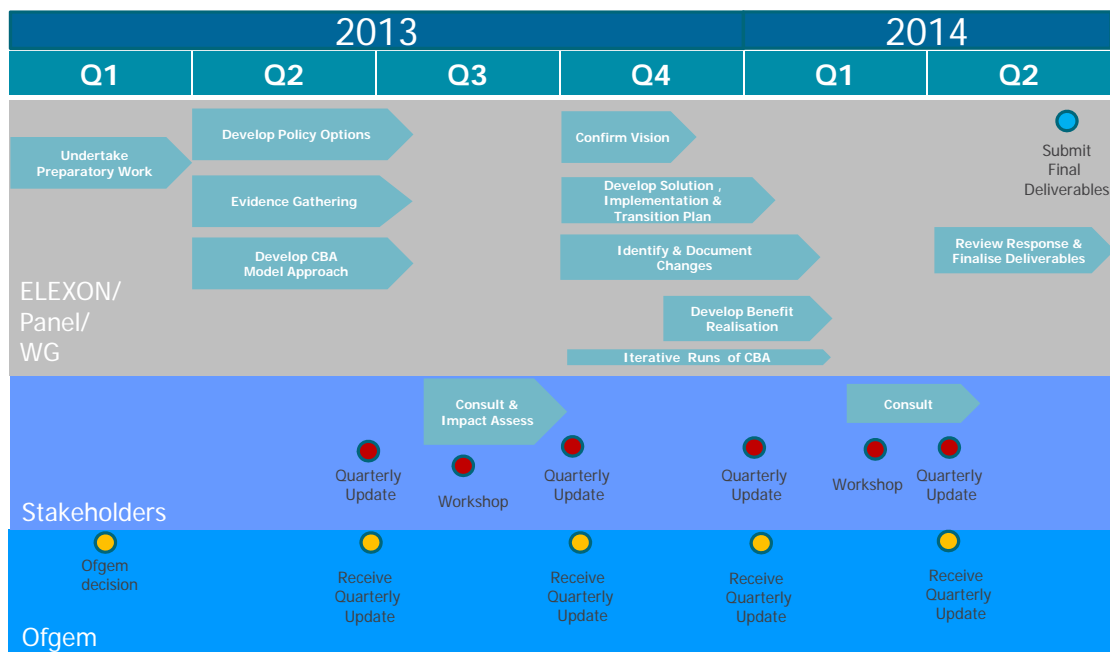 2013
2014
Q1
Q2
Q3
Q4
Q1
Q2
Undertake
Preparatory Work
Develop Policy Options
Evidence Gathering
Develop CBA
Model Approach
Confirm Vision
Develop Solution ,
Implementation &
Transition Plan
Identify & Document
Changes
Develop Benefit
Realisation
Iterative Runs of CBA
Submit
Final
Deliverables
Review Response &
Finalise Deliverables
ELEXON/
Panel/
WG
Consult &
Impact Assess
Consult
Quarterly
Update
Workshop
Quarterly
Update
Quarterly
Update
Workshop
Quarterly
Update
Stakeholders
Ofgem
decision
Receive
Quarterly
Update
Receive
Quarterly
Update
Receive
Quarterly
Update
Receive
Quarterly
Update
Ofgem